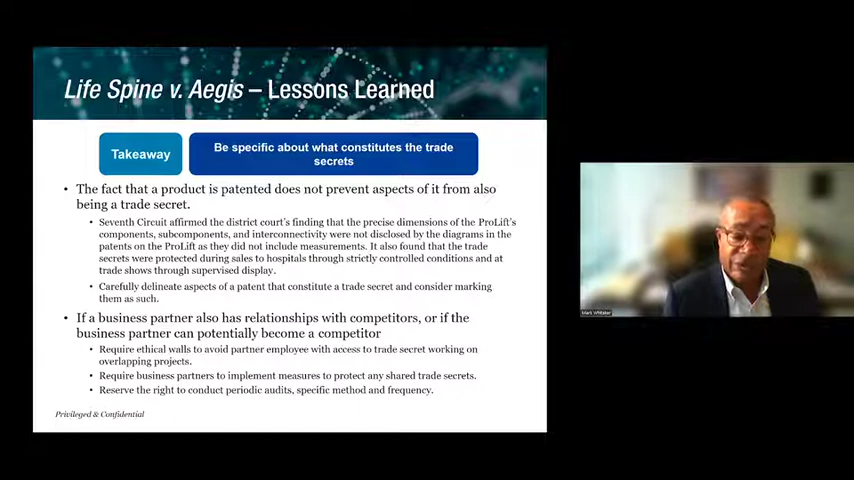 Life Spine v. Aegis – Lessons Learned
Takeaway
Be specific about what constitutes the trade
secrets
• The fact that a product is patented does not prevent aspects of it from also
being a trade secret.
• Seventh Circuit affirmed the district court's finding that the precise dimensions of the ProLift's
components, subcomponents, and interconnectivity were not disclosed by the diagrams in the
patents on the ProLift as they did not include measurements. It also found that the trade
secrets were protected during sales to hospitals through strictly controlled conditions and at
trade shows through supervised display.
• Carefully delineate aspects of a patent that constitute a trade secret and consider marking
them as such.
• If a business partner also has relationships with competitors, or if the
business partner can potentially become a competitor
• Require ethical walls to avoid partner employee with access to trade secret working on
overlapping projects.
• Require business partners to implement measures to protect any shared trade secrets.
• Reserve the right to conduct periodic audits, specific method and frequency.
Privileged & Confidential
Mark Whitaker